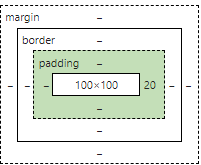 margin
–
border
–
padding
–
– – – 100×100 20 – –
–
–
–